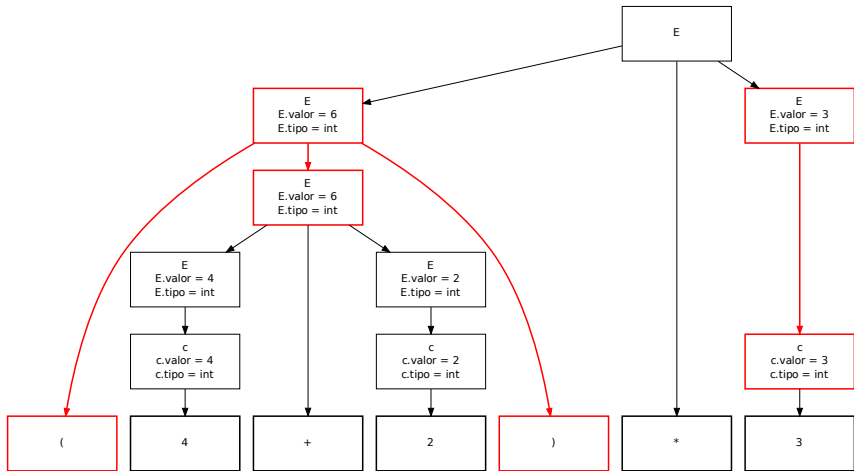 E
E
E.valor = 6
E.tipo = int
E
E.valor = 3
E.tipo = int
E
E.valor = 6
E.tipo = int
E
E.valor = 4
E.tipo = int
E
E.valor = 2
E.tipo = int
c
c.valor = 4
c.tipo = int
c
c.valor = 2
c.tipo = int
c
c.valor = 3
c.tipo = int
(
4
+
2
)
*
3